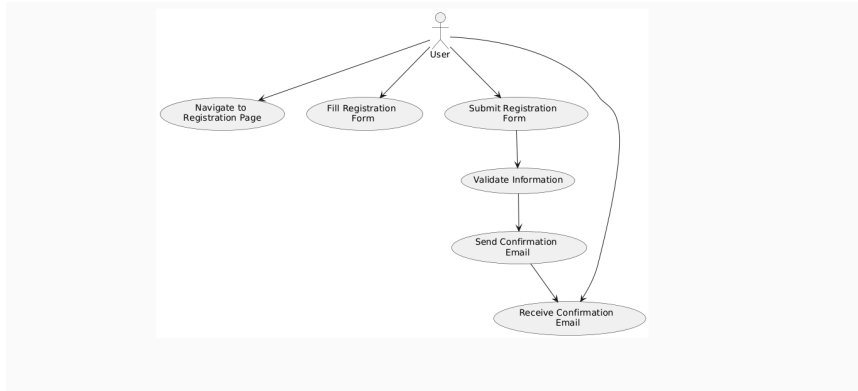 User
Navigate to
Registration Page
Fill Registration
Form
Submit Registration
Form
Validate Information
Send Confirmation
Email
Receive Confirmation
Email